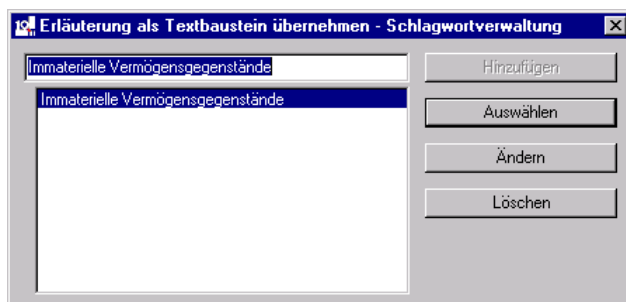 Erläuterung als Textbaustein übernehmen - Schlagwortverwaltung
Immaterielle Vermögensgegenstände
Hinzufügen
Immaterielle Vermögensgegenstände
Auswählen
Ändern
Löschen